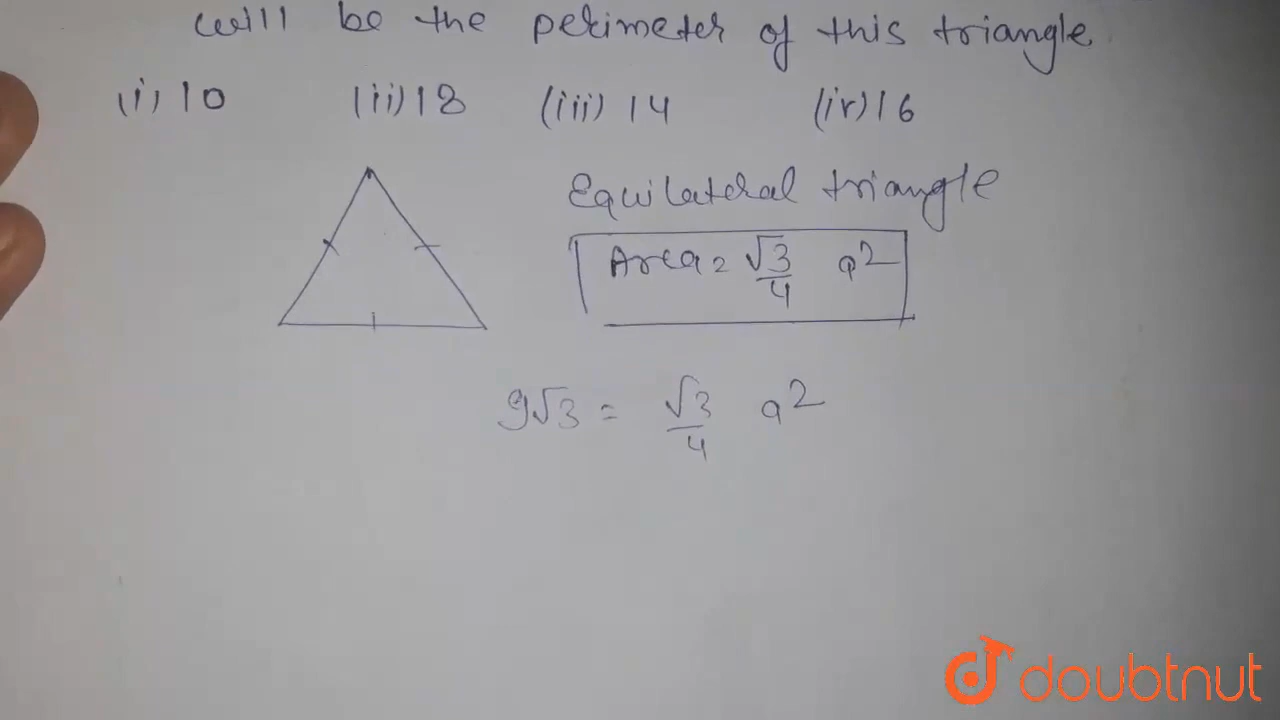 will be the perimeter of this triangle
(i) 10 (ii) 18 (iii) 14 (iv) 16
Equilateral triangle
Area = √3/4 a²
9√3 = √3/4 a²
doubtnut